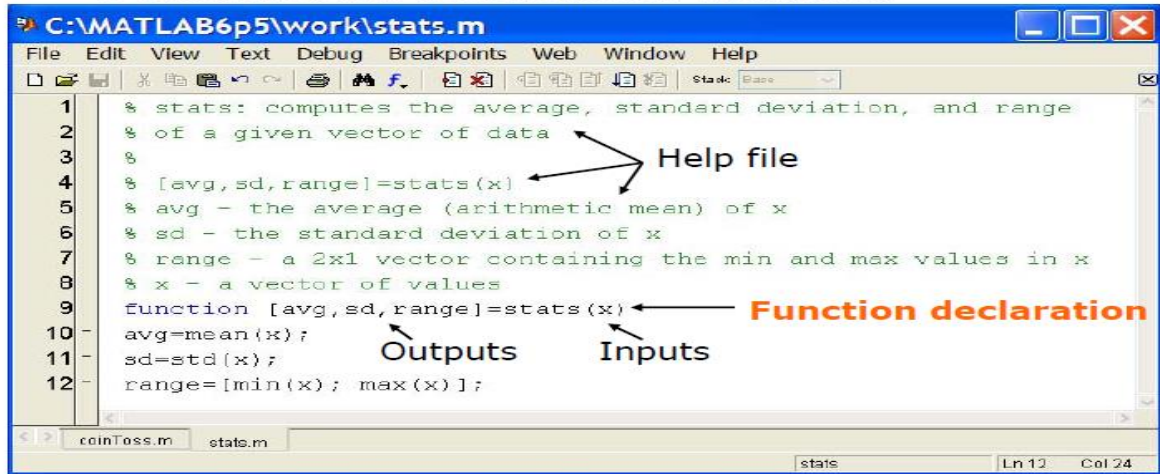 C:\MATLAB6p5\work\stats.m
File Edit View Text Debug Breakpoints Web Window Help
Stack: Base
1 % stats: computes the average, standard deviation, and range
2 % of a given vector of data
3 %
Help file
4 % [avg,sd,range]=stats(x)
5 % avg - the average (arithmetic mean) of x
6 % sd - the standard deviation of x
7 % range - a 2x1 vector containing the min and max values in x
8 % x - a vector of values
9 function [avg,sd,range]=stats(x) Function declaration
10 - avg=mean(x);
Outputs Inputs
11 - sd=std(x);
12 - range=[min(x); max(x)];
coinToss.m stats.m
stats Ln 12 Col 24